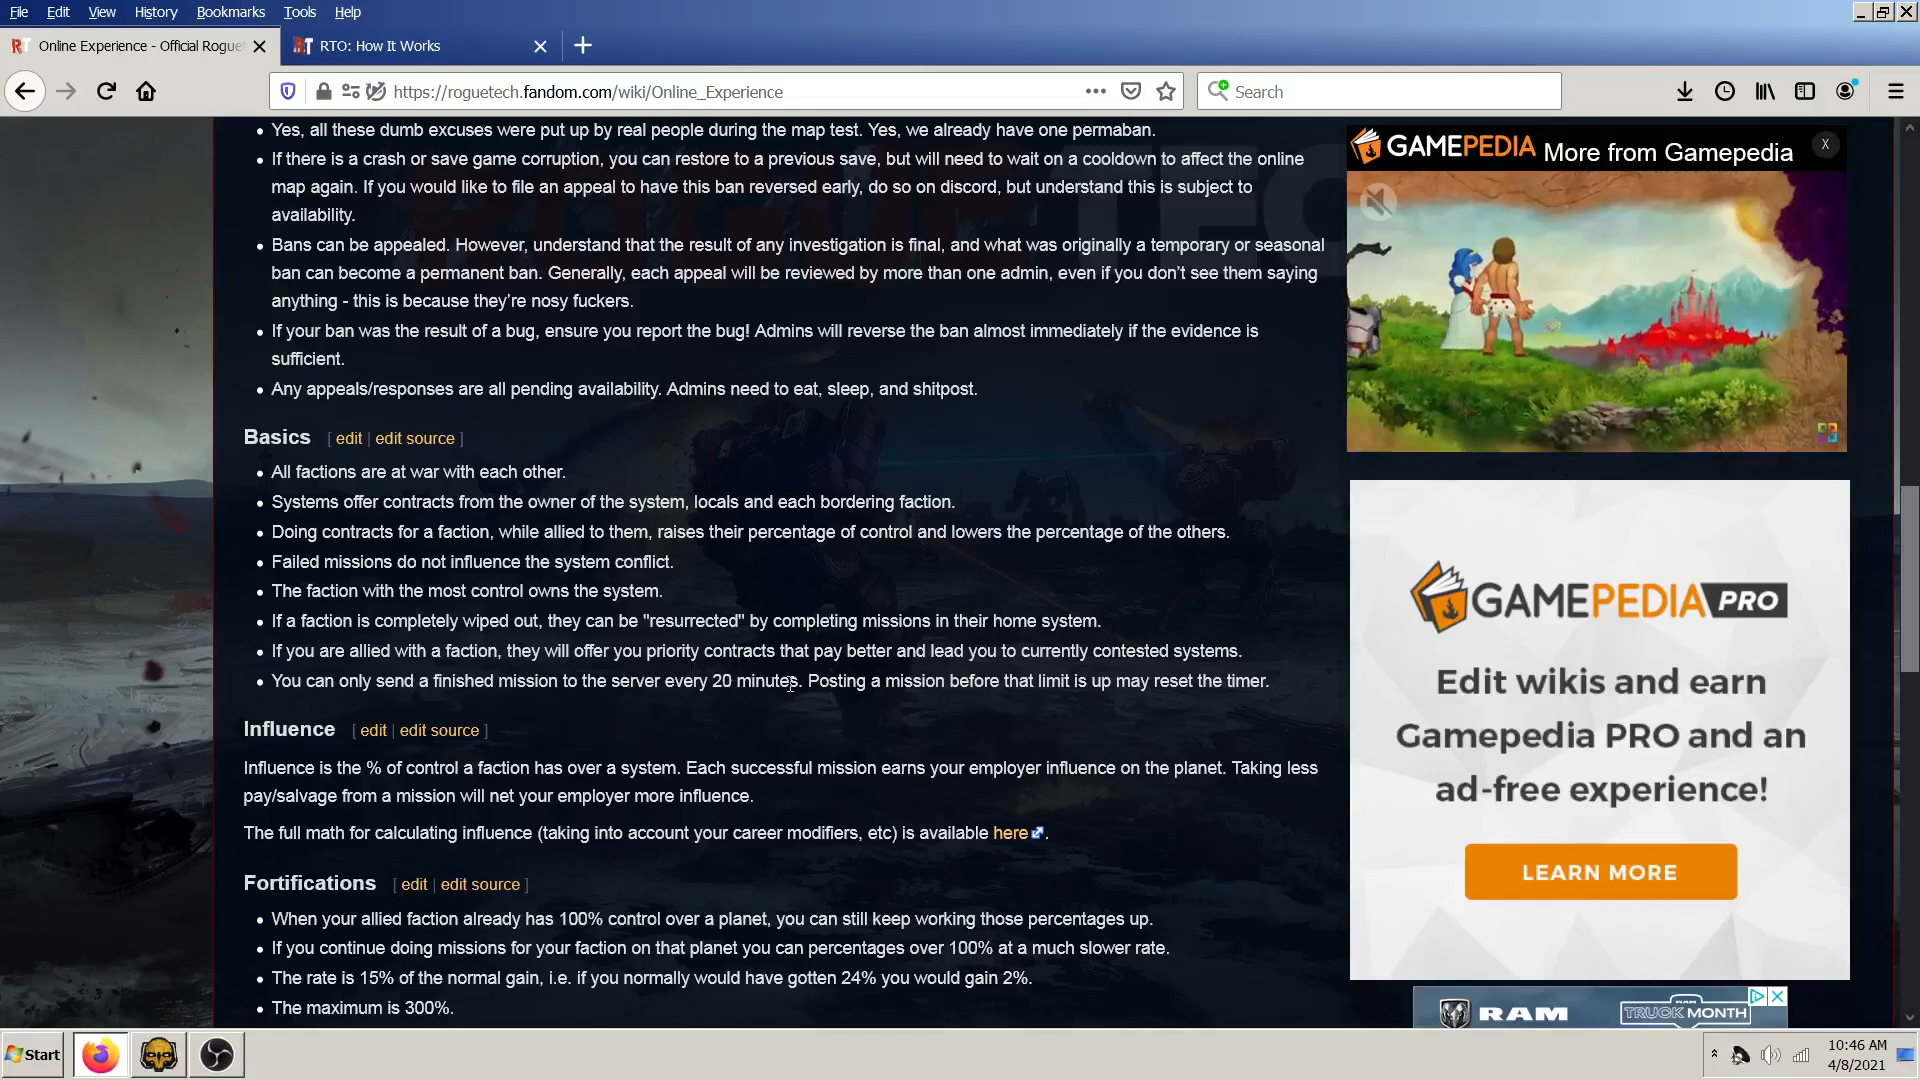 File Edit View History Bookmarks Tools Help
Online Experience - Official Roguet
RTO: How It Works
https://roguetech.fandom.com/wiki/Online_Experience
Search
Yes, all these dumb excuses were put up by real people during the map test. Yes, we already have one permaban.
If there is a crash or save game corruption, you can restore to a previous save, but will need to wait on a cooldown to affect the online
map again. If you would like to file an appeal to have this ban reversed early, do so on discord, but understand this is subject to
availability.
Bans can be appealed. However, understand that the result of any investigation is final, and what was originally a temporary or seasonal
ban can become a permanent ban. Generally, each appeal will be reviewed by more than one admin, even if you don't see them saying
anything - this is because they're nosy fuckers.
If your ban was the result of a bug, ensure you report the bug! Admins will reverse the ban almost immediately if the evidence is
sufficient.
Any appeals/responses are all pending availability. Admins need to eat, sleep, and shitpost.
Basics [ edit | edit source ]
All factions are at war with each other.
Systems offer contracts from the owner of the system, locals and each bordering faction.
Doing contracts for a faction, while allied to them, raises their percentage of control and lowers the percentage of the others.
Failed missions do not influence the system conflict.
The faction with the most control owns the system.
If a faction is completely wiped out, they can be "resurrected" by completing missions in their home system.
If you are allied with a faction, they will offer you priority contracts that pay better and lead you to currently contested systems.
You can only send a finished mission to the server every 20 minutes. Posting a mission before that limit is up may reset the timer.
Influence [ edit | edit source ]
Influence is the % of control a faction has over a system. Each successful mission earns your employer influence on the planet. Taking less
pay/salvage from a mission will net your employer more influence.
The full math for calculating influence (taking into account your career modifiers, etc) is available here.
Fortifications [ edit | edit source ]
When your allied faction already has 100% control over a planet, you can still keep working those percentages up.
If you continue doing missions for your faction on that planet you can percentages over 100% at a much slower rate.
The rate is 15% of the normal gain, i.e. if you normally would have gotten 24% you would gain 2%.
The maximum is 300%.
GAMEPEDIA More from Gamepedia X
GAMEPEDIA PRO
Edit wikis and earn
Gamepedia PRO and an
ad-free experience!
LEARN MORE
RAM TRUCK MONTH
Start
10:46 AM
4/8/2021